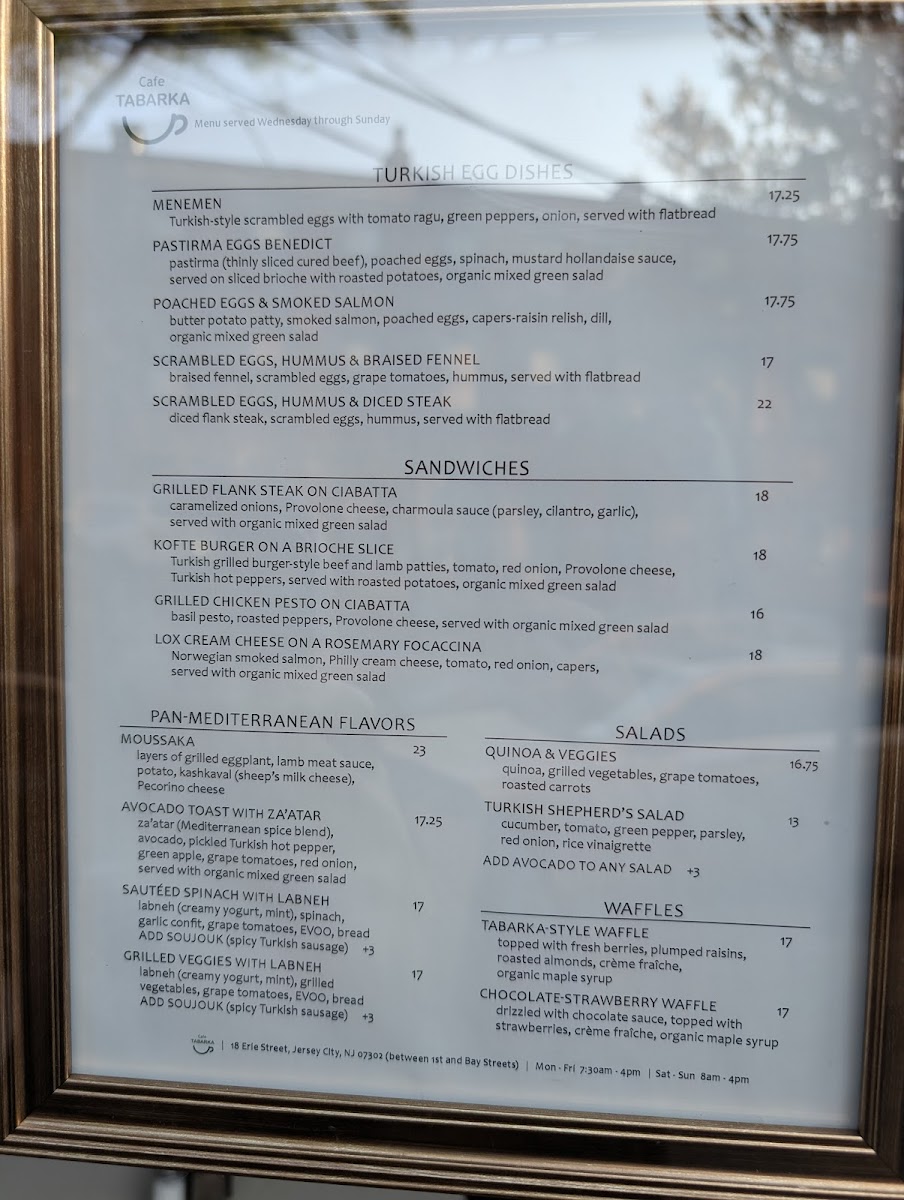 Cafe
TABARKA
Menu served Wednesday through Sunday
TURKISH EGG DISHES
MENEMEN 17.25
Turkish-style scrambled eggs with tomato ragu, green peppers, onion, served with flatbread
PASTIRMA EGGS BENEDICT 17.75
pastirma (thinly sliced cured beef), poached eggs, spinach, mustard hollandaise sauce,
served on sliced brioche with roasted potatoes, organic mixed green salad
POACHED EGGS & SMOKED SALMON 17.75
butter potato patty, smoked salmon, poached eggs, capers-raisin relish, dill,
organic mixed green salad
SCRAMBLED EGGS, HUMMUS & BRAISED FENNEL 17
braised fennel, scrambled eggs, grape tomatoes, hummus, served with flatbread
SCRAMBLED EGGS, HUMMUS & DICED STEAK 22
diced flank steak, scrambled eggs, hummus, served with flatbread
SANDWICHES
GRILLED FLANK STEAK ON CIABATTA 18
caramelized onions, Provolone cheese, charmoula sauce (parsley, cilantro, garlic),
served with organic mixed green salad
KOFTE BURGER ON A BRIOCHE SLICE 18
Turkish grilled burger-style beef and lamb patties, tomato, red onion, Provolone cheese,
Turkish hot peppers, served with roasted potatoes, organic mixed green salad
GRILLED CHICKEN PESTO ON CIABATTA 16
basil pesto, roasted peppers, Provolone cheese, served with organic mixed green salad
LOX CREAM CHEESE ON A ROSEMARY FOCACCINA 18
Norwegian smoked salmon, Philly cream cheese, tomato, red onion, capers,
served with organic mixed green salad
PAN-MEDITERRANEAN FLAVORS
MOUSSAKA 23
layers of grilled eggplant, lamb meat sauce,
potato, kashkaval (sheep's milk cheese),
Pecorino cheese
AVOCADO TOAST WITH ZA'ATAR 17.25
za'atar (Mediterranean spice blend),
avocado, pickled Turkish hot pepper,
green apple, grape tomatoes, red onion,
served with organic mixed green salad
SAUTÉED SPINACH WITH LABNEH 17
labneh (creamy yogurt, mint), spinach,
garlic confit, grape tomatoes, EVOO, bread
ADD SOUJOUK (spicy Turkish sausage) +3
GRILLED VEGGIES WITH LABNEH 17
labneh (creamy yogurt, mint), grilled
vegetables, grape tomatoes, EVOO, bread
ADD SOUJOUK (spicy Turkish sausage) +3
SALADS
QUINOA & VEGGIES 16.75
quinoa, grilled vegetables, grape tomatoes,
roasted carrots
TURKISH SHEPHERD'S SALAD 13
cucumber, tomato, green pepper, parsley,
red onion, rice vinaigrette
ADD AVOCADO TO ANY SALAD +3
WAFFLES
TABARKA-STYLE WAFFLE 17
topped with fresh berries, plumped raisins,
roasted almonds, crème fraîche,
organic maple syrup
CHOCOLATE-STRAWBERRY WAFFLE 17
drizzled with chocolate sauce, topped with
strawberries, crème fraîche, organic maple syrup
Cafe
TABARKA
| 18 Erie Street, Jersey City, NJ 07302 (between 1st and Bay Streets) | Mon - Fri 7:30am - 4pm | Sat - Sun 8am - 4pm